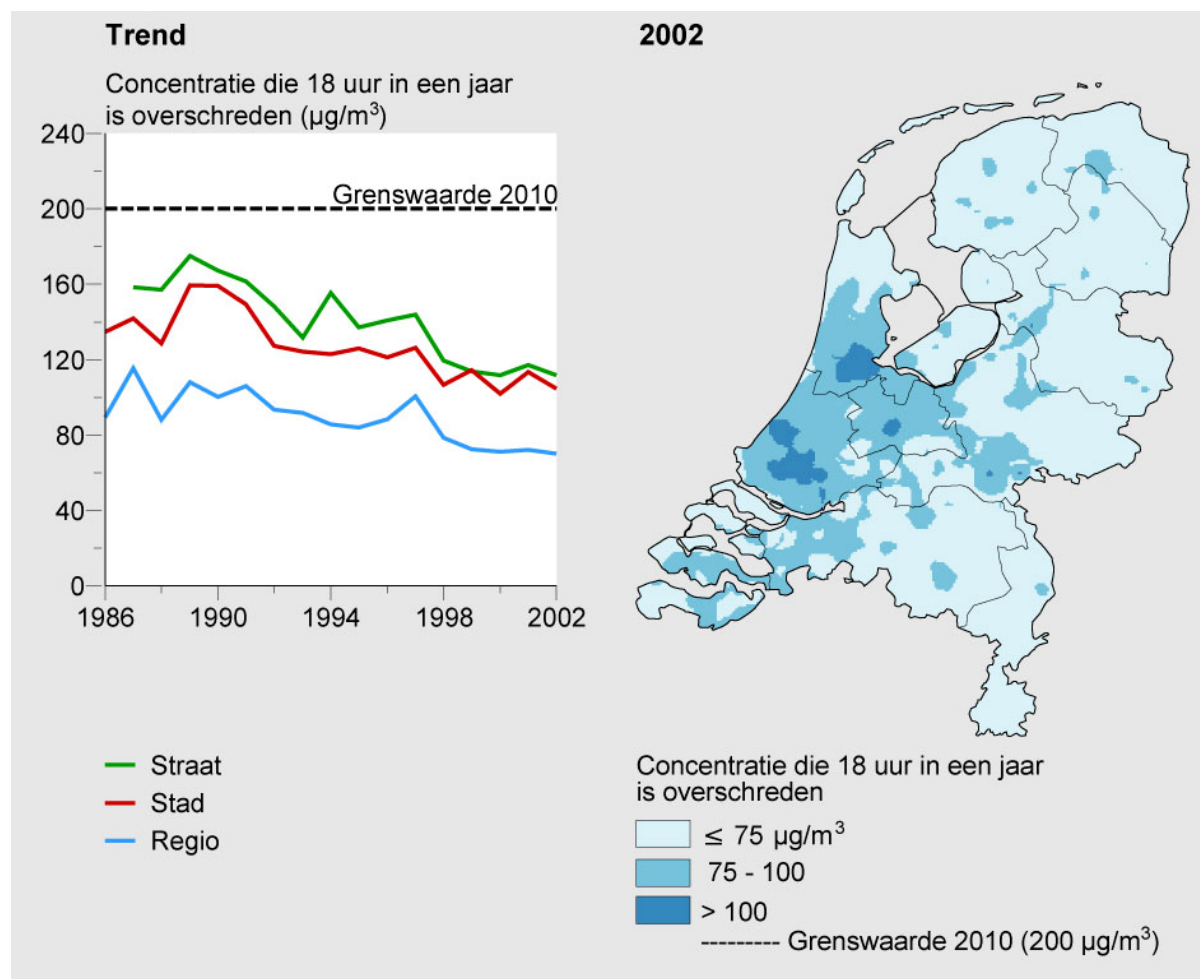 Trend
Concentratie die 18 uur in een jaar
is overschreden (µg/m³)
240
200
160
120
80
40
0
Grenswaarde 2010
1986 1990 1994 1998 2002
Straat
Stad
Regio
2002
Concentratie die 18 uur in een jaar
is overschreden
≤ 75 µg/m³
75 - 100
> 100
--------- Grenswaarde 2010 (200 µg/m³)